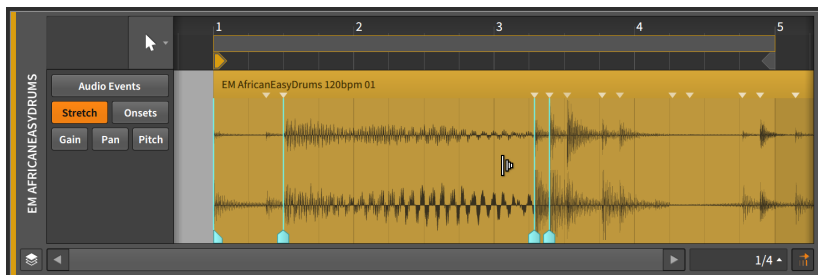 1 2 3 4 5
EM AFRICANEASYDRUMS
Audio Events
EM AfricanEasyDrums 120bpm 01
Stretch Onsets
Gain Pan Pitch
1/4